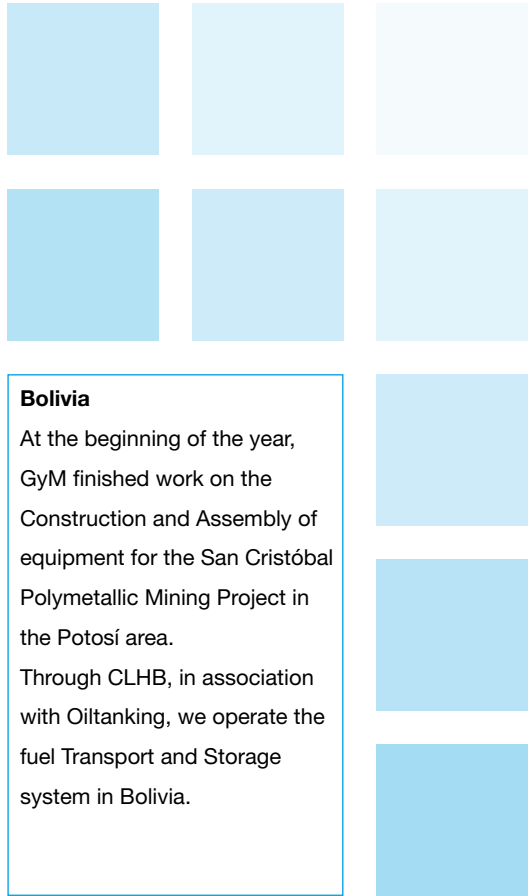 Bolivia
At the beginning of the year,
GyM finished work on the
Construction and Assembly of
equipment for the San Cristóbal
Polymetallic Mining Project in
the Potosí area.
Through CLHB, in association
with Oiltanking, we operate the
fuel Transport and Storage
system in Bolivia.